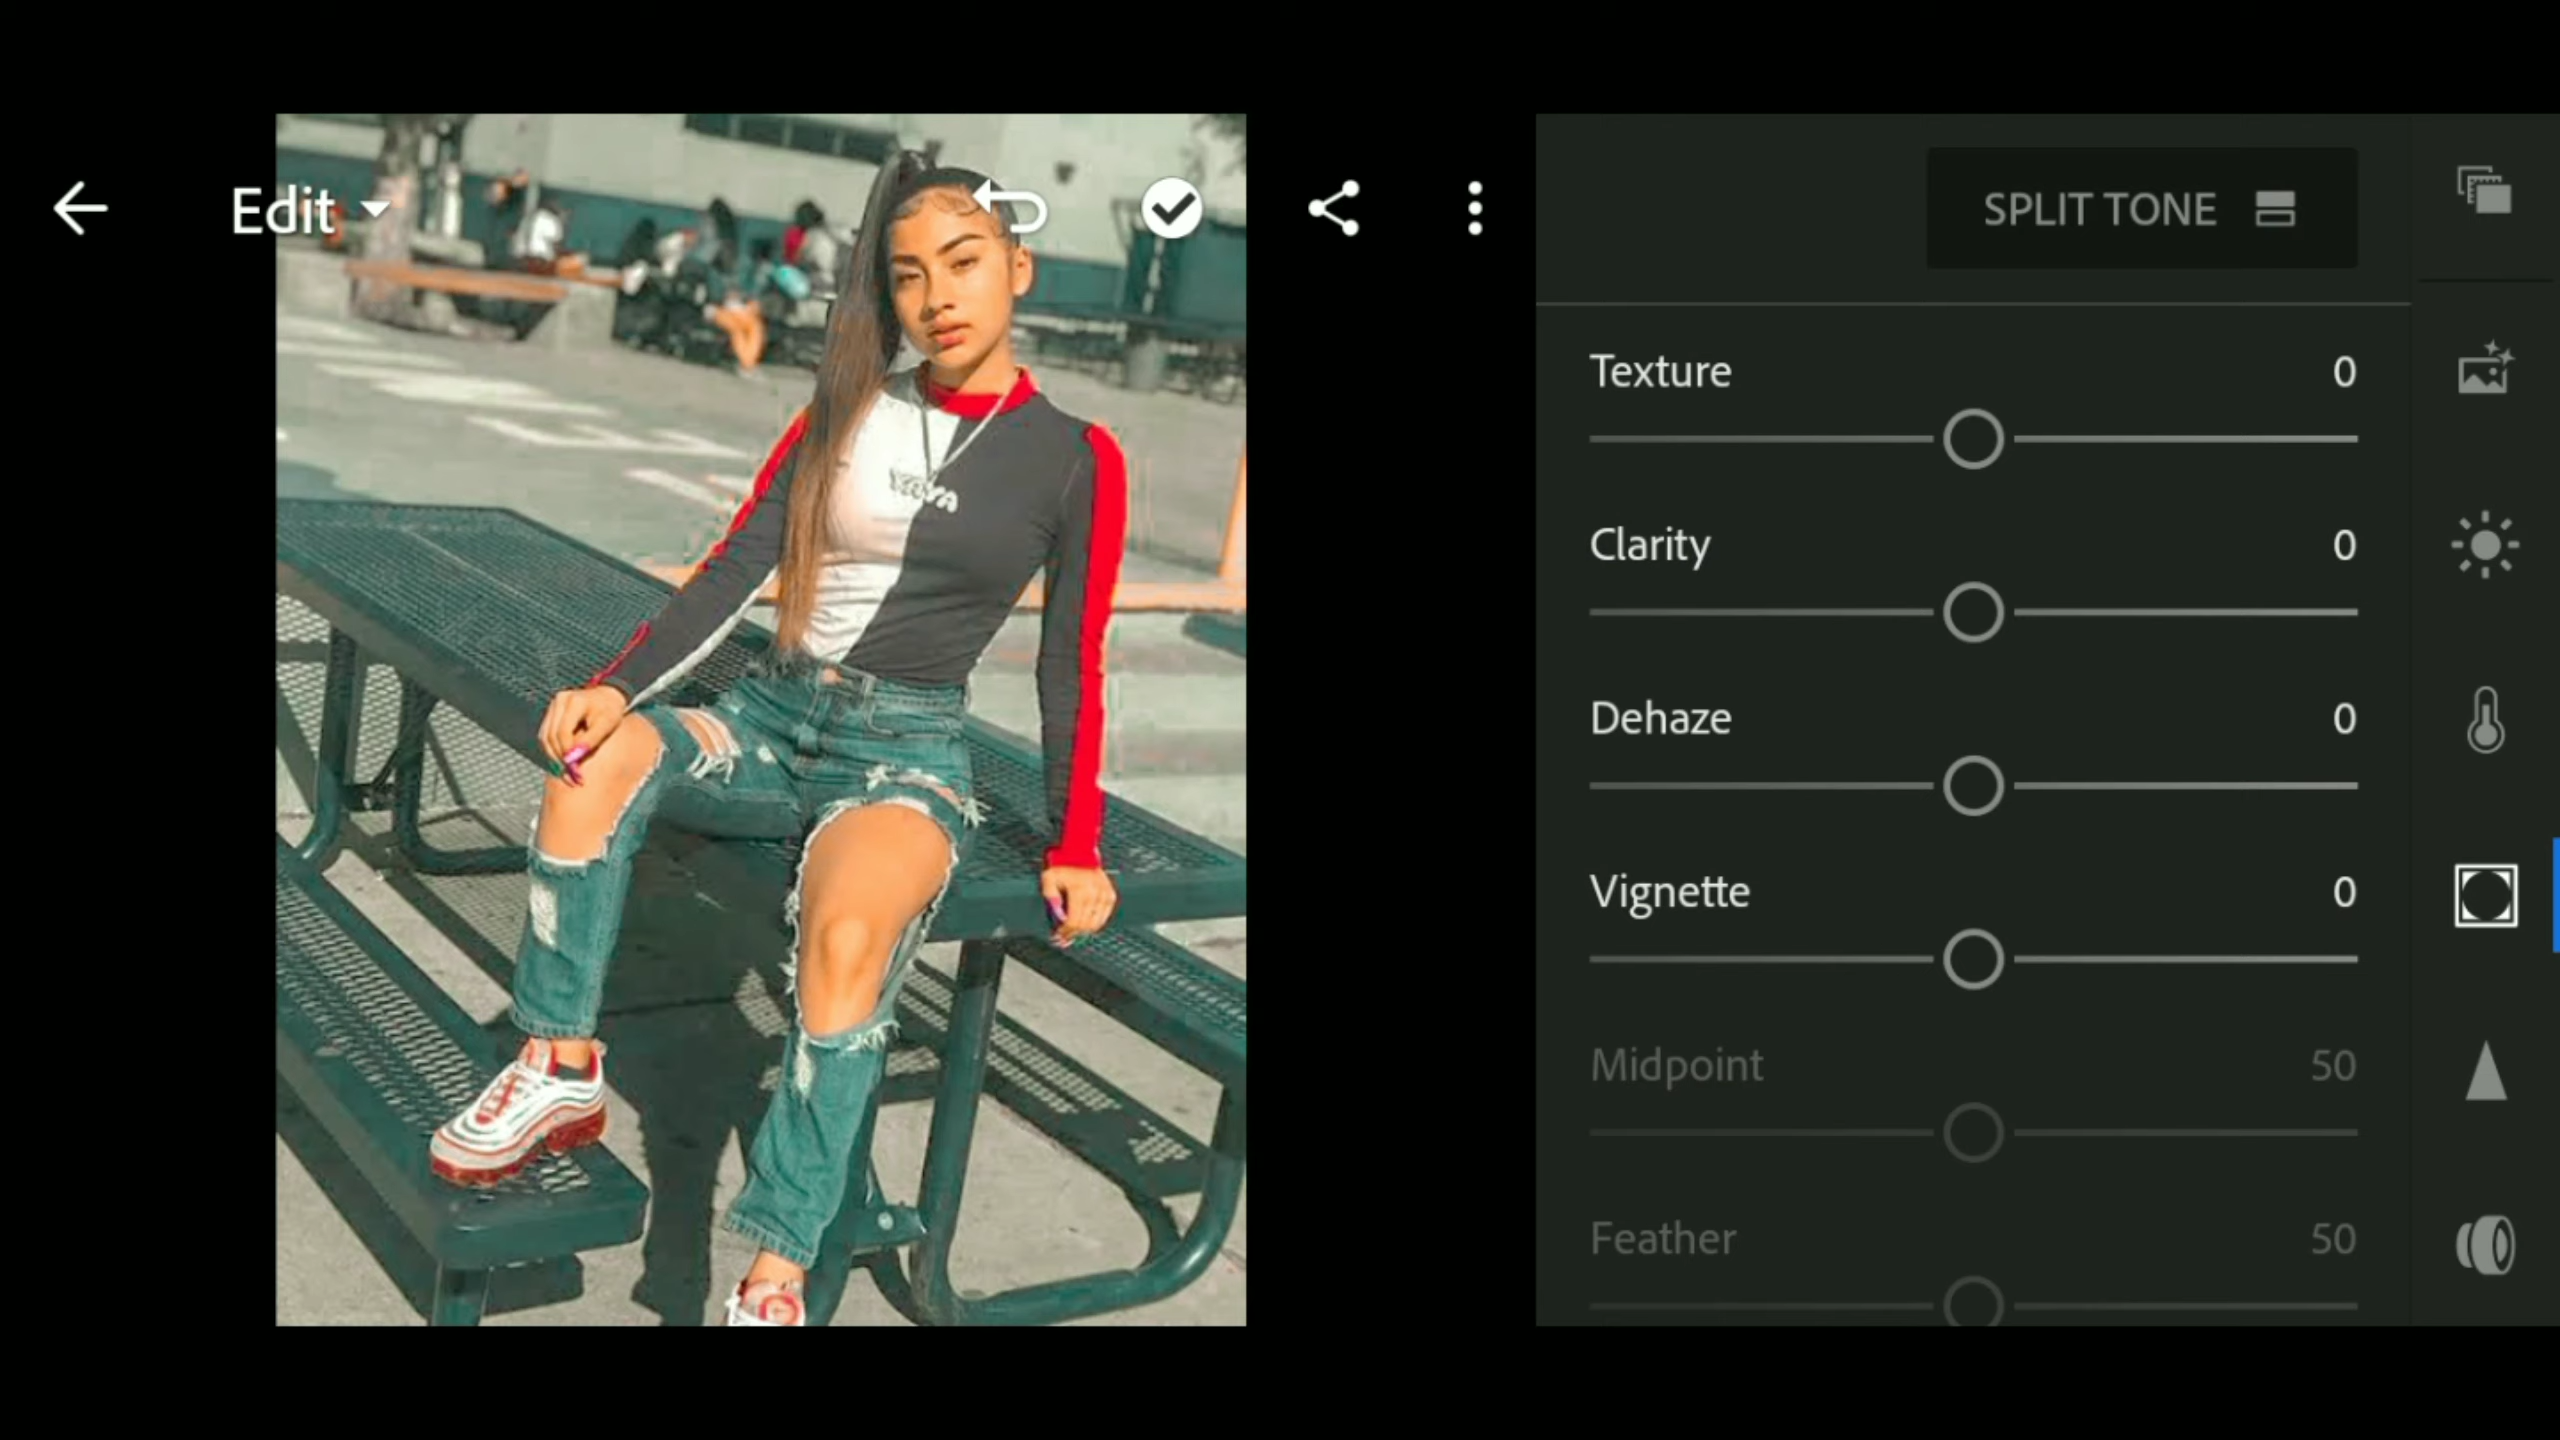 Edit
SPLIT TONE
Texture 0
Clarity 0
Dehaze 0
Vignette 0
Midpoint 50
Feather 50